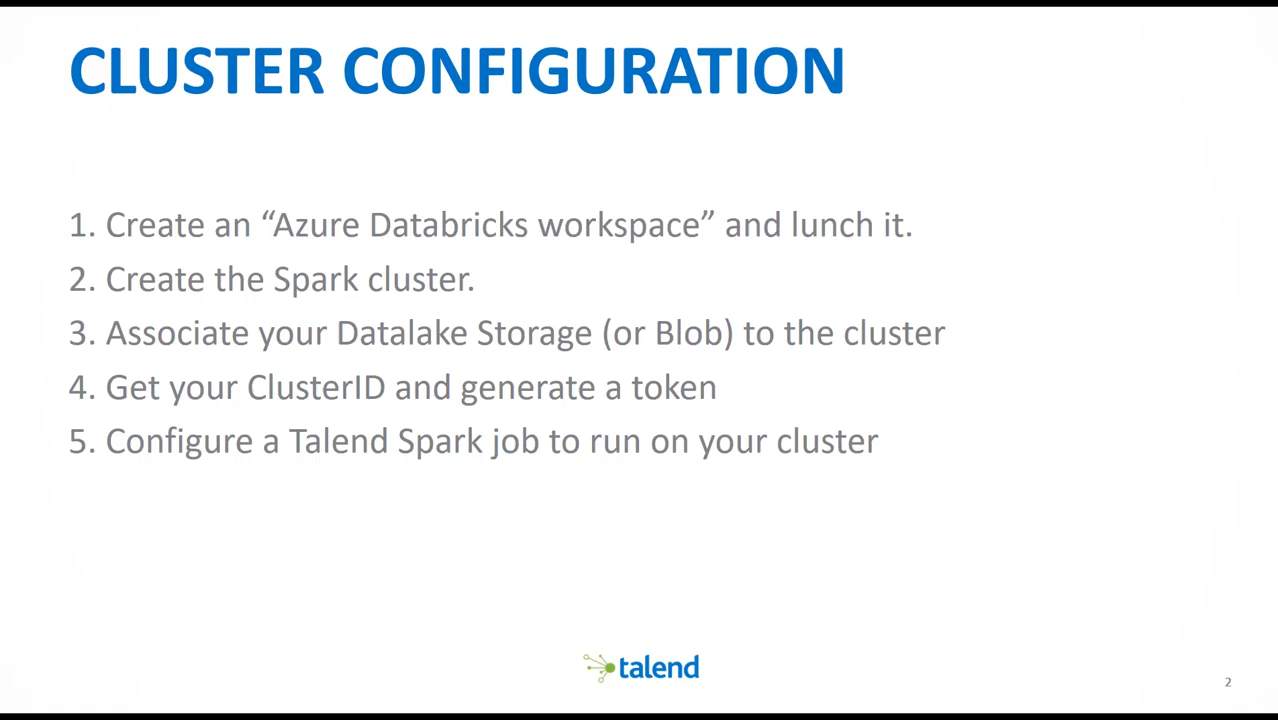 CLUSTER CONFIGURATION
1. Create an “Azure Databricks workspace” and lunch it.
2. Create the Spark cluster.
3. Associate your Datalake Storage (or Blob) to the cluster
4. Get your ClusterID and generate a token
5. Configure a Talend Spark job to run on your cluster
talend
2